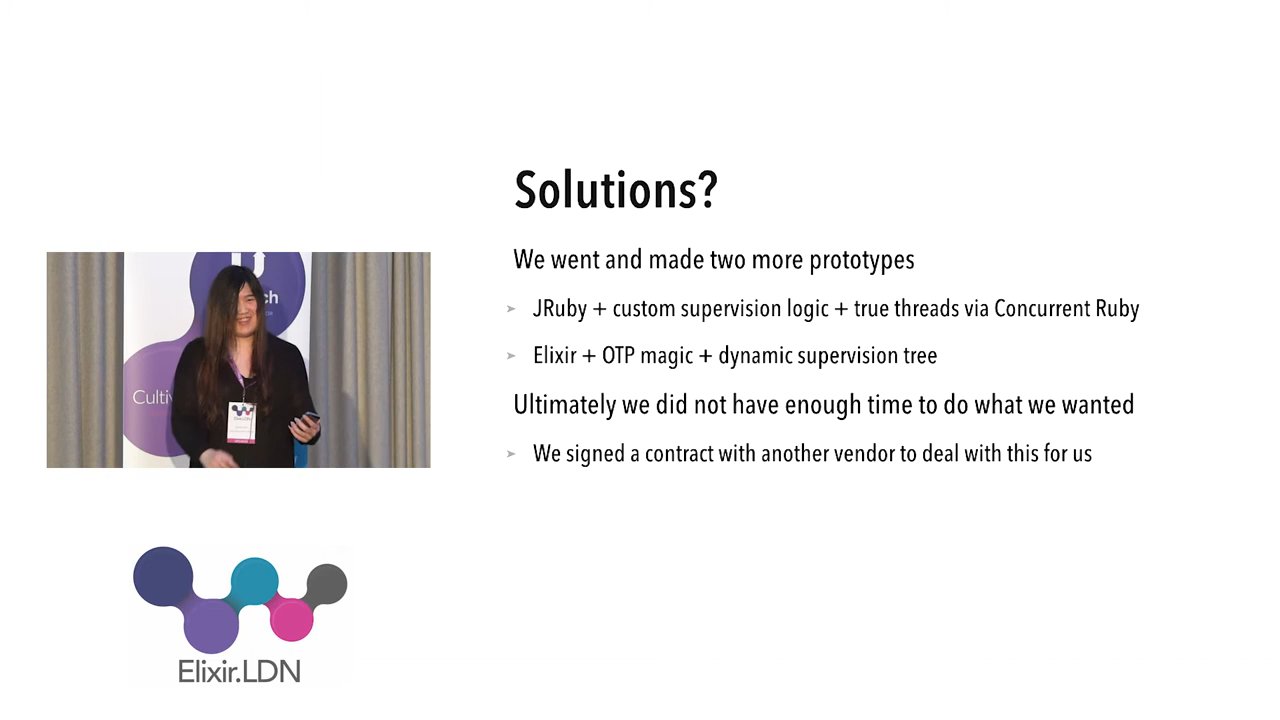 Solutions?
We went and made two more prototypes
➤ JRuby + custom supervision logic + true threads via Concurrent Ruby
➤ Elixir + OTP magic + dynamic supervision tree
Ultimately we did not have enough time to do what we wanted
➤ We signed a contract with another vendor to deal with this for us
Culti
Elixir.LDN